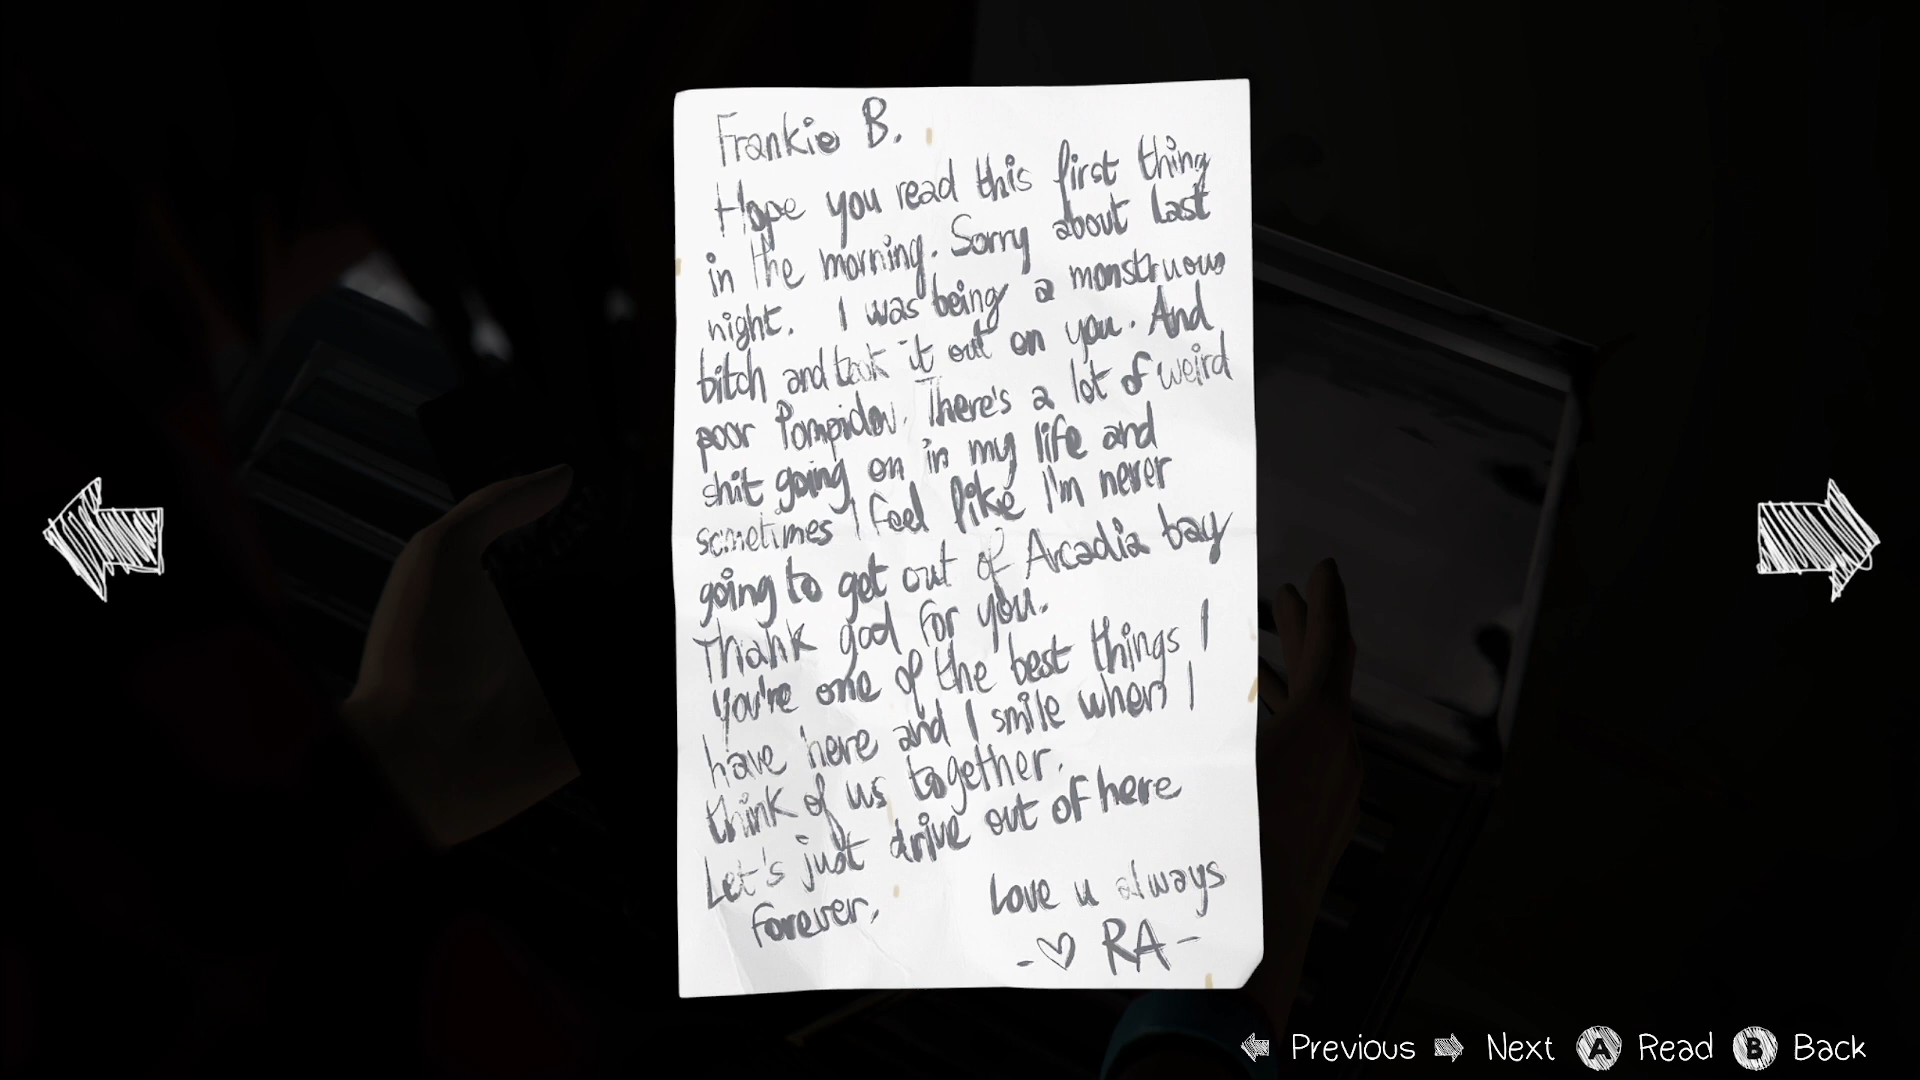 Frankie B.
Hope you read this first thing
in the morning. Sorry about last
night. I was being a monstruous
bitch and took it out on you. And
poor Pompidou. There's a lot of weird
shit going on in my life and
sometimes I feel like I'm never
going to get out of Arcadia bay
Thank god for you.
You're one of the best things I
have here and I smile when I
think of us together.
Let's just drive out of here
forever.
Love u always
- ♡ RA -
Previous Next A Read B Back